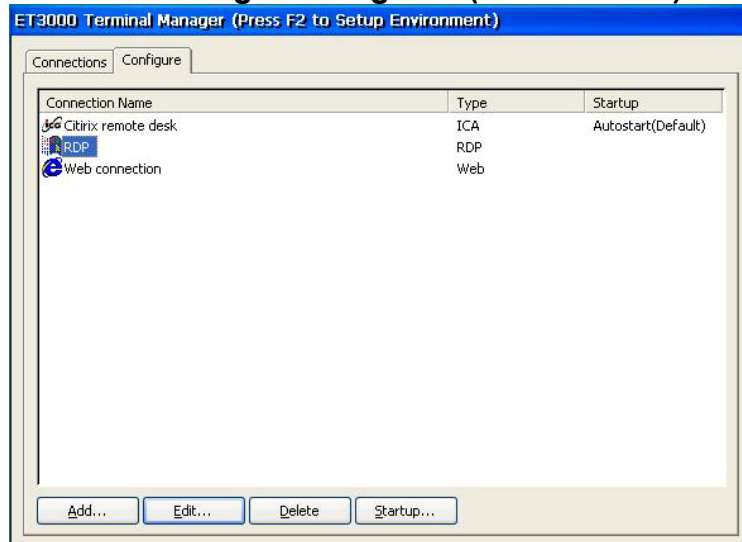 ET3000 Terminal Manager (Press F2 to Setup Environment)
Connections Configure
Connection Name Type Startup
Citirix remote desk ICA Autostart(Default)
RDP RDP
Web connection Web
Add... Edit... Delete Startup...